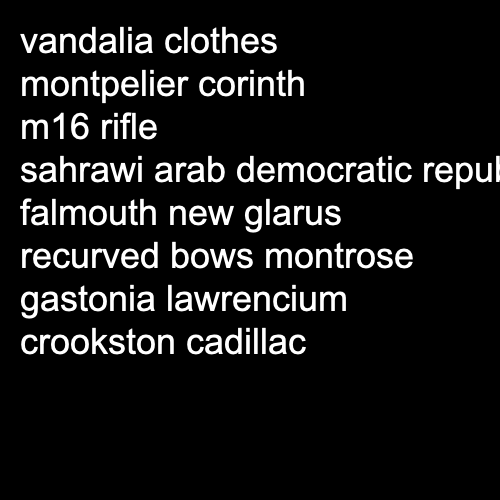 vandalia clothes
montpelier corinth
m16 rifle
sahrawi arab democratic
falmouth new glarus
recurved bows montrose
gastonia lawrencium
crookston cadillac